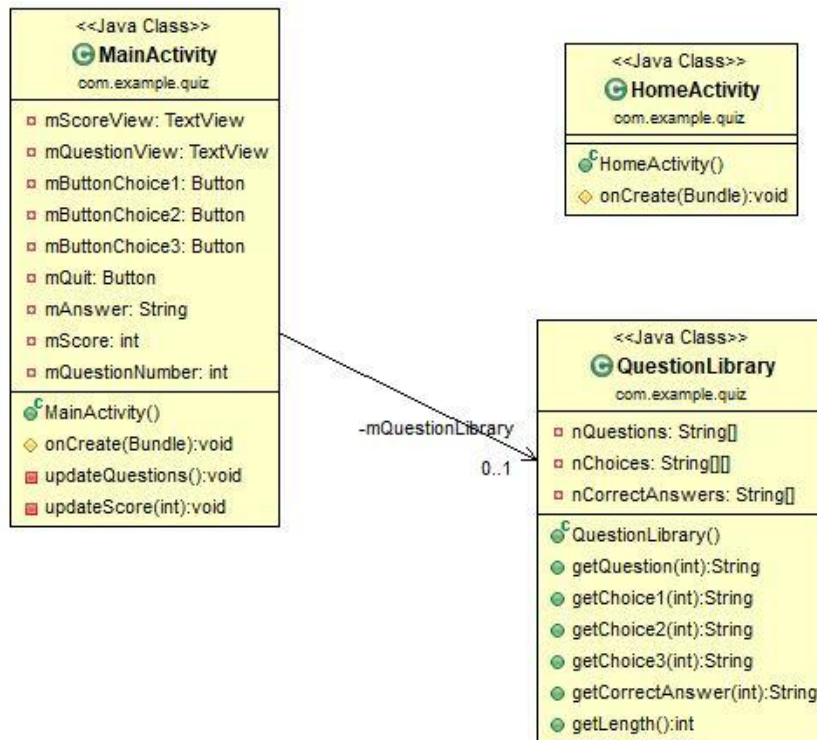 <<Java Class>>
MainActivity
com.example.quiz
mScoreView: TextView
mQuestionView: TextView
mButtonChoice1: Button
mButtonChoice2: Button
mButtonChoice3: Button
mQuit: Button
mAnswer: String
mScore: int
mQuestionNumber: int
MainActivity()
onCreate(Bundle):void
updateQuestions():void
updateScore(int):void
<<Java Class>>
HomeActivity
com.example.quiz
HomeActivity()
onCreate(Bundle):void
-mQuestionLibrary
0..1
<<Java Class>>
QuestionLibrary
com.example.quiz
nQuestions: String[]
nChoices: String[][]
nCorrectAnswers: String[]
QuestionLibrary()
getQuestion(int):String
getChoice1(int):String
getChoice2(int):String
getChoice3(int):String
getCorrectAnswer(int):String
getLength():int